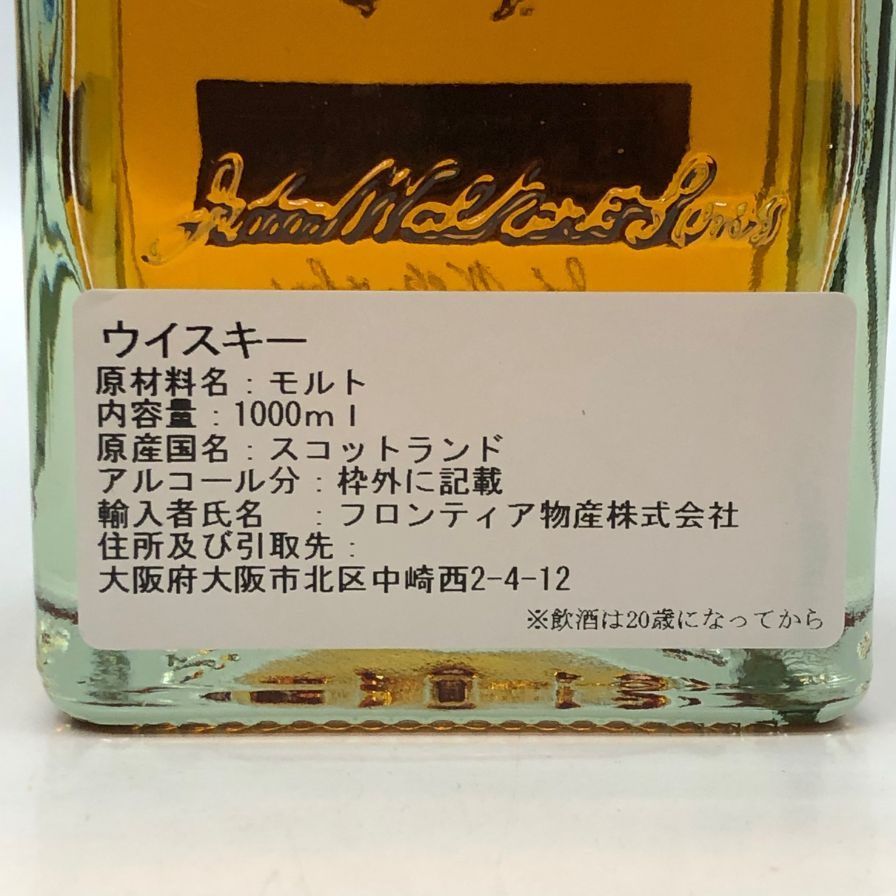 John Walker & Sons
ウイスキー
原材料名：モルト
内容量：1000ｍｌ
原産国名：スコットランド
アルコール分：枠外に記載
輸入者氏名　：フロンティア物産株式会社
住所及び引取先：
大阪府大阪市北区中崎西2-4-12
※飲酒は20歳になってから